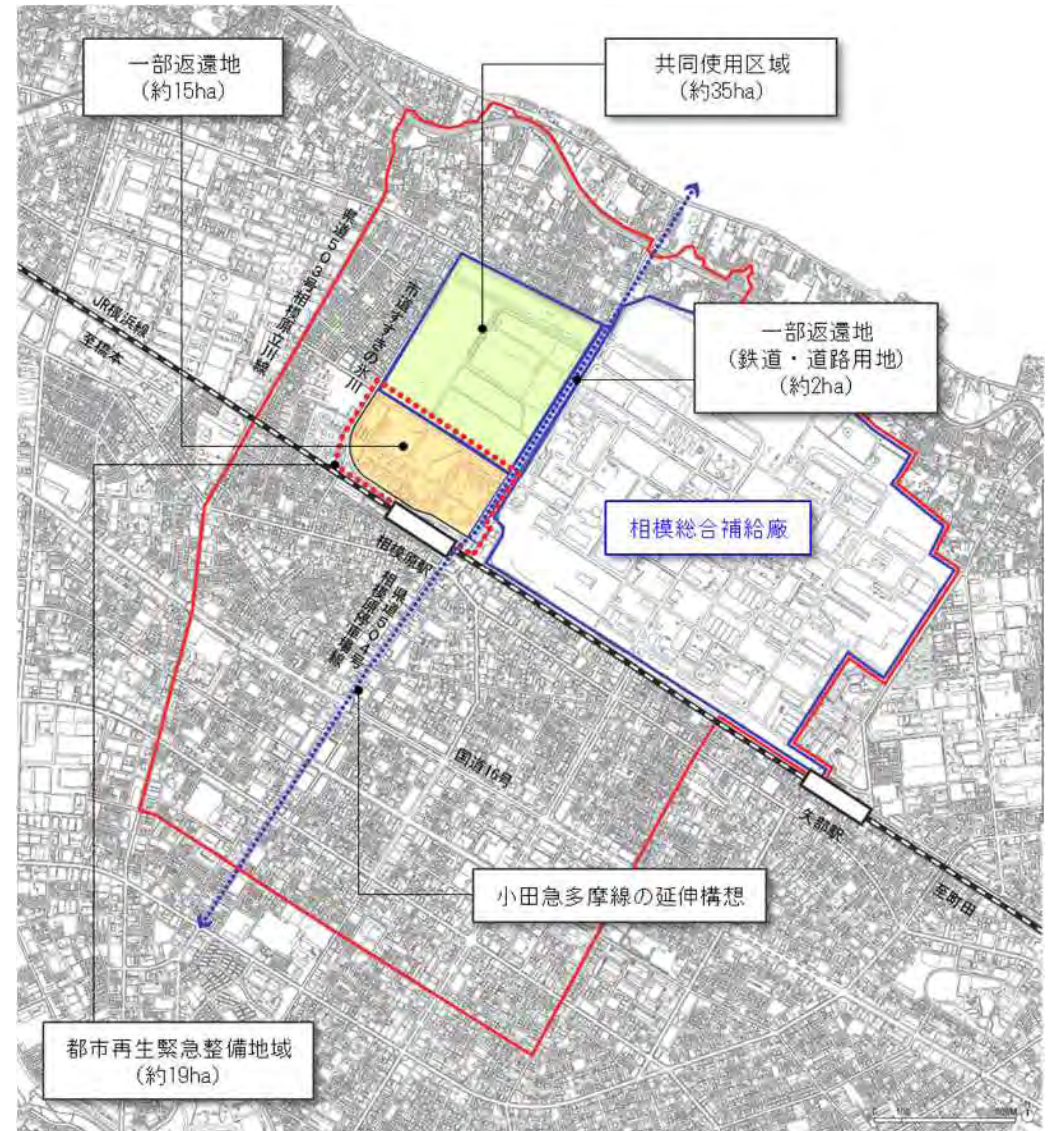 一部返還地
(約15ha)
共同使用区域
(約35ha)
県道503号相模原立川線
市道すすきの氷川
JR横浜線
至橋本
一部返還地
(鉄道・道路用地)
(約2ha)
相模総合補給廠
相模原駅
県道504号
相模原停車場線
国道16号
矢部駅
至町田
小田急多摩線の延伸構想
都市再生緊急整備地域
(約19ha)